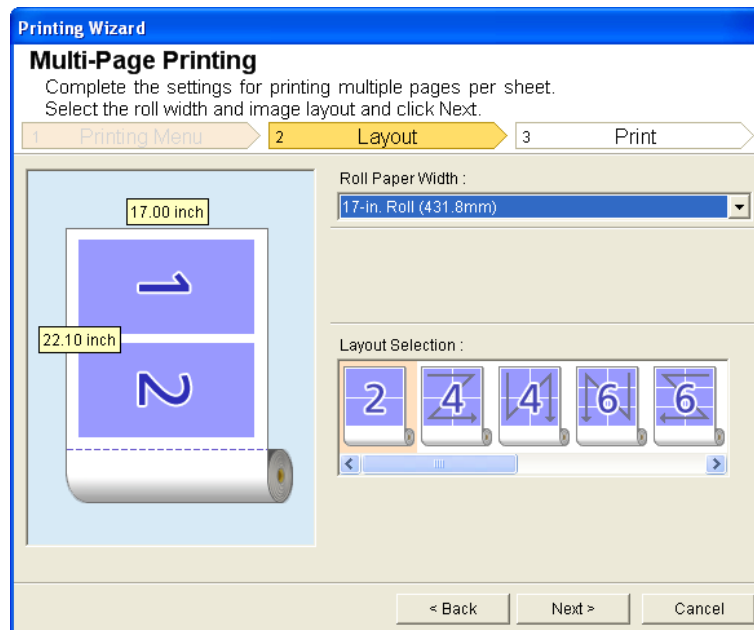 Printing Wizard
Multi-Page Printing
Complete the settings for printing multiple pages per sheet.
Select the roll width and image layout and click Next.
1 Printing Menu 2 Layout 3 Print
Roll Paper Width :
17-in. Roll (431.8mm)
17.00 inch
1
22.10 inch
2
Layout Selection :
2 4 4 6 6
< Back Next > Cancel